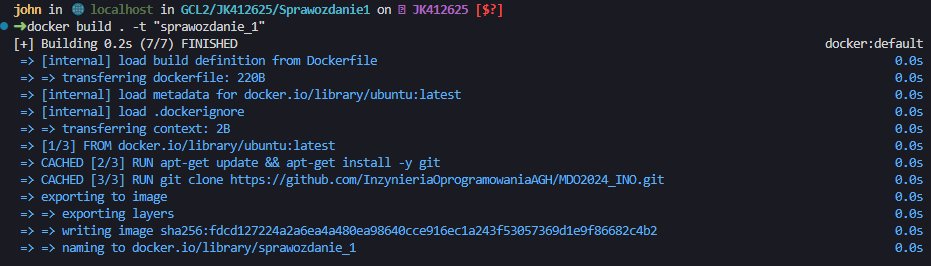 john in 🌐 localhost in GCL2/JK412625/Sprawozdanie1 on  JK412625 [$?]
➜docker build . -t "sprawozdanie_1"
[+] Building 0.2s (7/7) FINISHED docker:default
=> [internal] load build definition from Dockerfile 0.0s
=> => transferring dockerfile: 220B 0.0s
=> [internal] load metadata for docker.io/library/ubuntu:latest 0.0s
=> [internal] load .dockerignore 0.0s
=> => transferring context: 2B 0.0s
=> [1/3] FROM docker.io/library/ubuntu:latest 0.0s
=> CACHED [2/3] RUN apt-get update && apt-get install -y git 0.0s
=> CACHED [3/3] RUN git clone https://github.com/InzynieriaOprogramowaniaAGH/MDO2024_INO.git 0.0s
=> exporting to image 0.0s
=> => exporting layers 0.0s
=> => writing image sha256:fdcd127224a2a6ea4a480ea98640cce916ec1a243f53057369d1e9f86682c4b2 0.0s
=> => naming to docker.io/library/sprawozdanie_1 0.0s